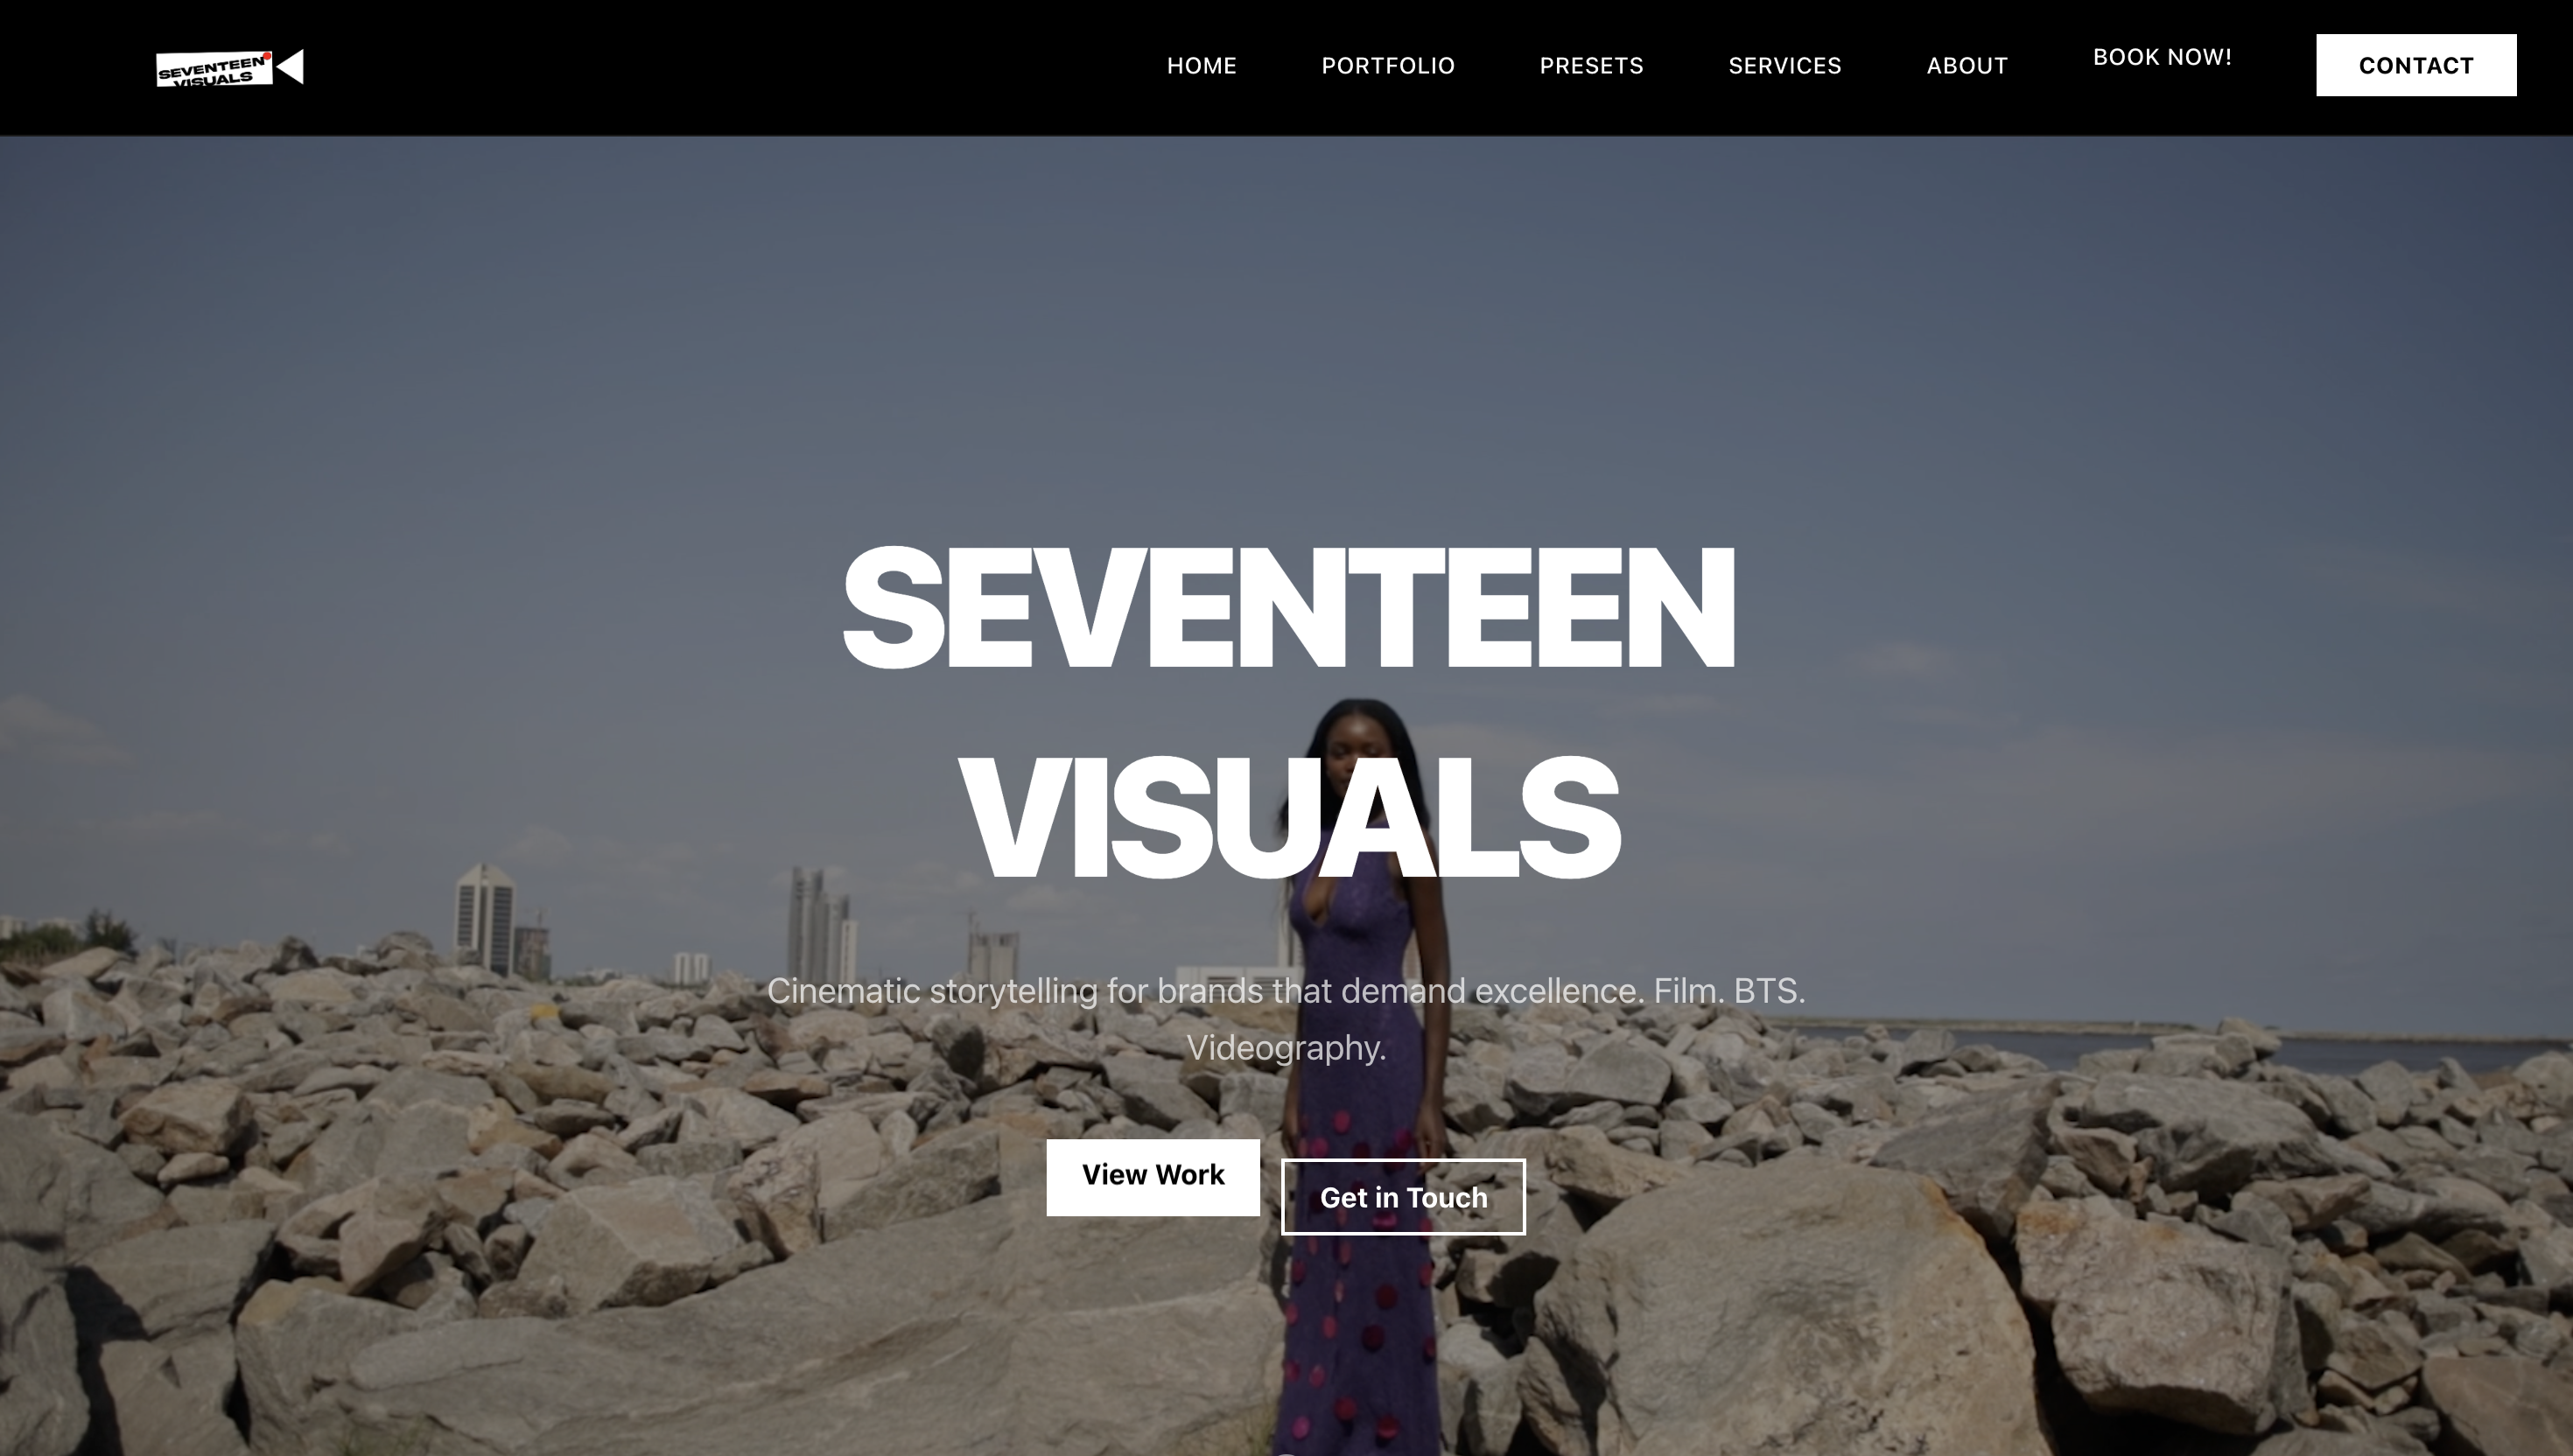 SEVENTEEN
VISUALS
HOME PORTFOLIO PRESETS SERVICES ABOUT BOOK NOW! CONTACT
SEVENTEEN
VISUALS
Cinematic storytelling for brands that demand excellence. Film. BTS.
Videography.
View Work Get in Touch